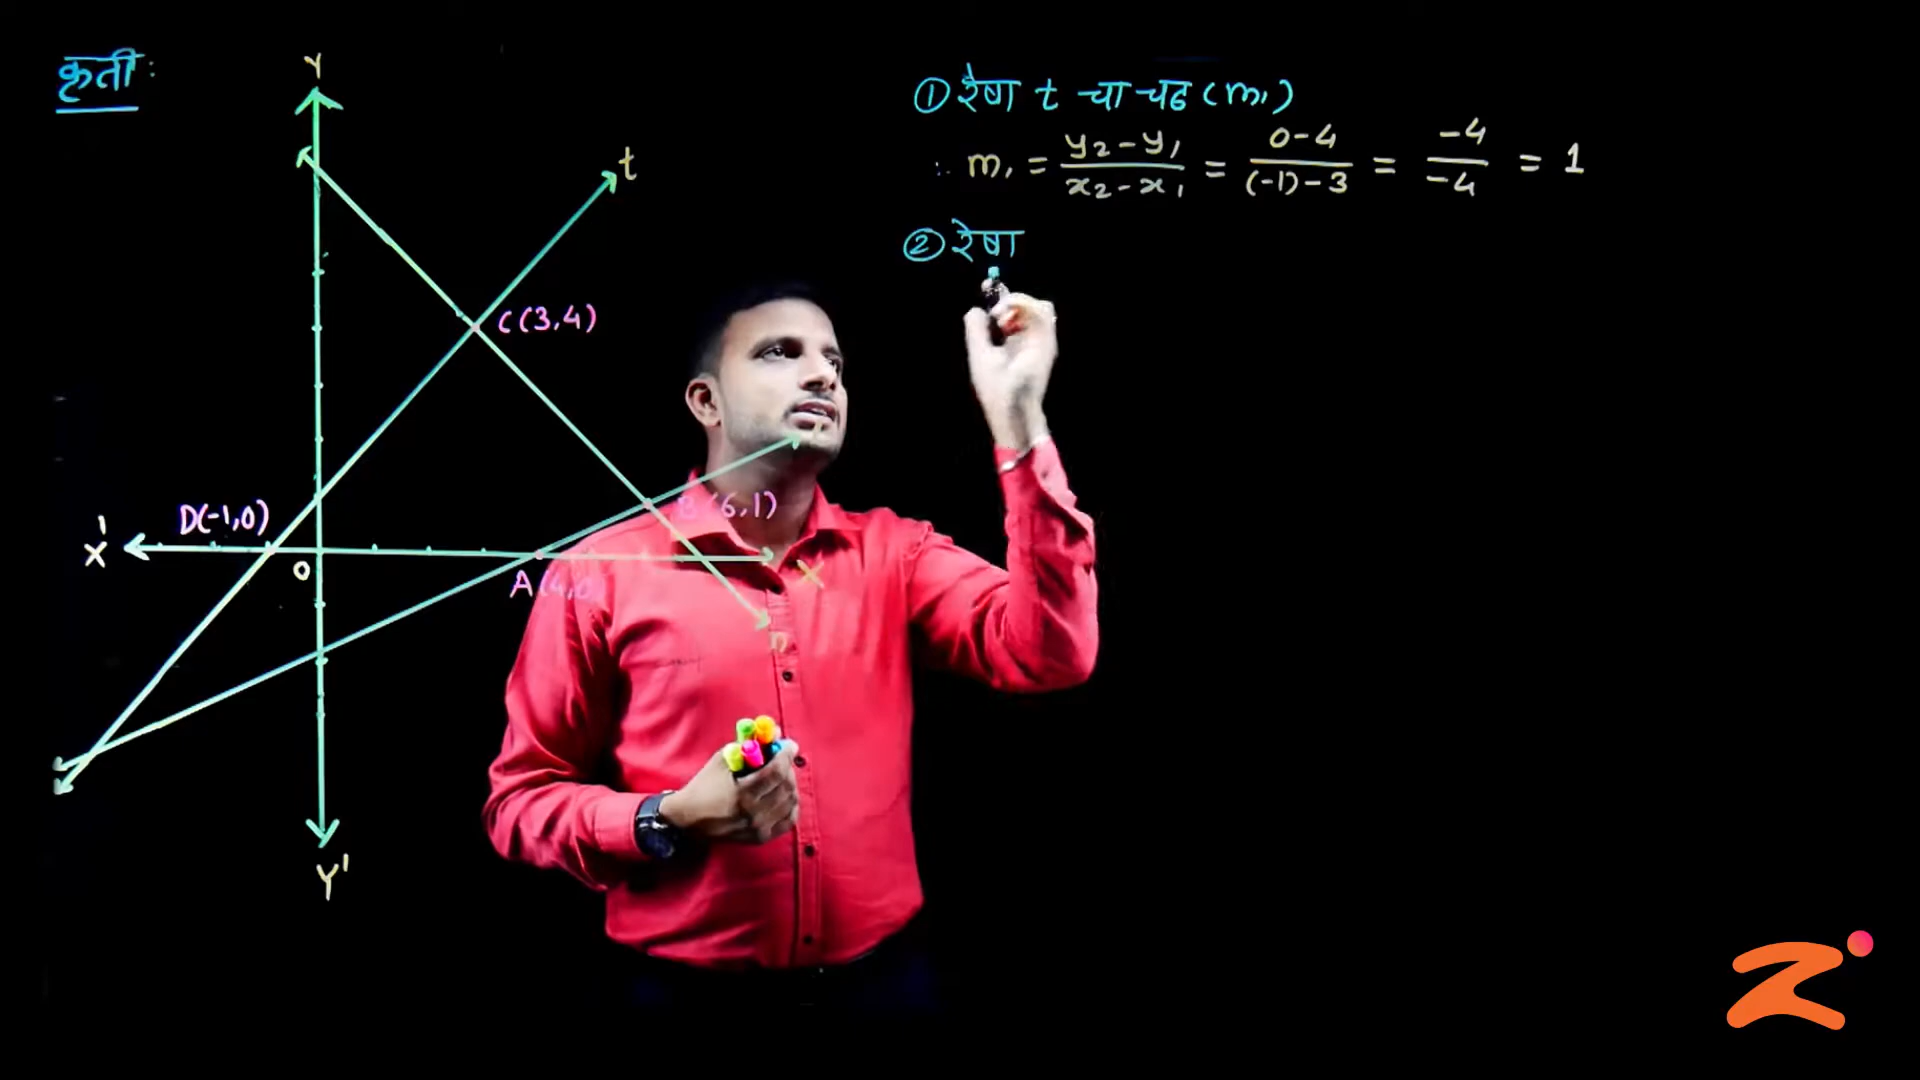 कृती :
Y
t
C(3,4)
D(-1,0)
B(6,1)
X'
O
A(4,0)
X
n
Y'
① रेषा t चा चढ (m₁)
∴ m₁ = y₂-y₁/x₂-x₁ = 0-4/(-1)-3 = -4/-4 = 1
② रेषा